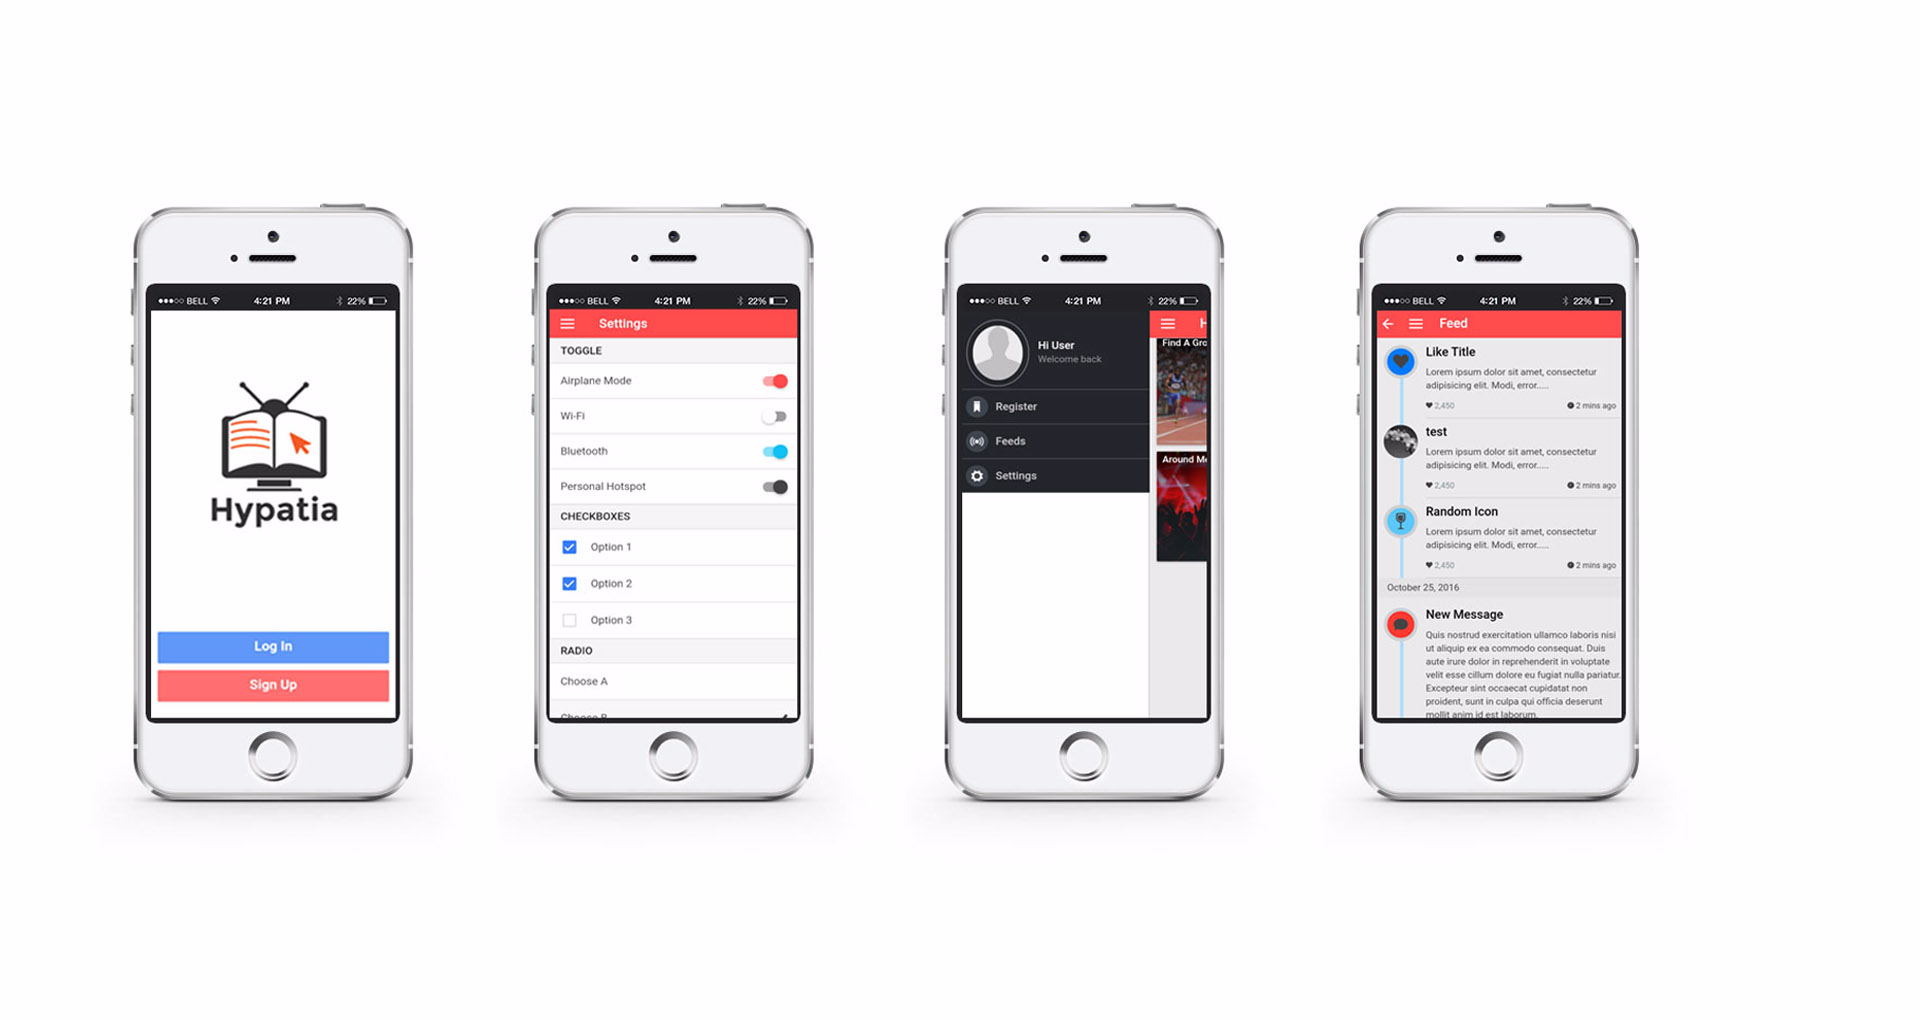 BELL 4:21 PM 22%
Hypatia
Log In
Sign Up
BELL 4:21 PM 22%
Settings
TOGGLE
Airplane Mode
Wi-Fi
Bluetooth
Personal Hotspot
CHECKBOXES
Option 1
Option 2
Option 3
RADIO
Choose A
Choose B
BELL 4:21 PM 22%
Hi User
Welcome back
Register
Feeds
Settings
H
Find A Gro
Around Me
BELL 4:21 PM 22%
Feed
Like Title
Lorem ipsum dolor sit amet, consectetur
adipisicing elit. Modi, error.....
2,450 2 mins ago
test
Lorem ipsum dolor sit amet, consectetur
adipisicing elit. Modi, error.....
2,450 2 mins ago
Random Icon
Lorem ipsum dolor sit amet, consectetur
adipisicing elit. Modi, error.....
2,450 2 mins ago
October 25, 2016
New Message
Quis nostrud exercitation ullamco laboris nisi
ut aliquip ex ea commodo consequat. Duis
aute irure dolor in reprehenderit in voluptate
velit esse cillum dolore eu fugiat nulla pariatur.
Excepteur sint occaecat cupidatat non
proident, sunt in culpa qui officia deserunt
mollit anim id est laborum.